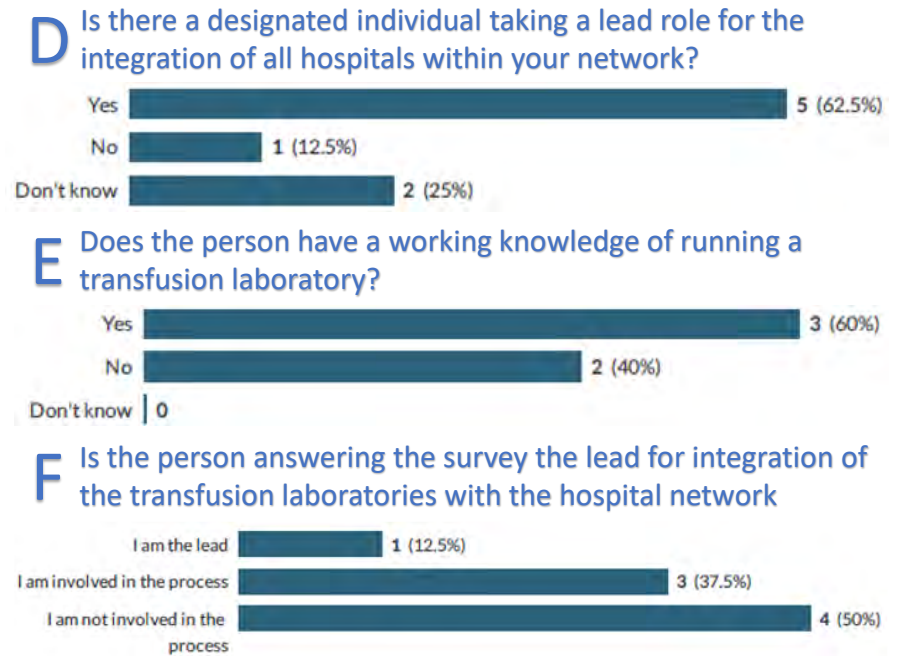 D Is there a designated individual taking a lead role for the
integration of all hospitals within your network?
Yes 5 (62.5%)
No 1 (12.5%)
Don't know 2 (25%)
E Does the person have a working knowledge of running a
transfusion laboratory?
Yes 3 (60%)
No 2 (40%)
Don't know 0
F Is the person answering the survey the lead for integration of
the transfusion laboratories with the hospital network
I am the lead 1 (12.5%)
I am involved in the process 3 (37.5%)
I am not involved in the 4 (50%)
process